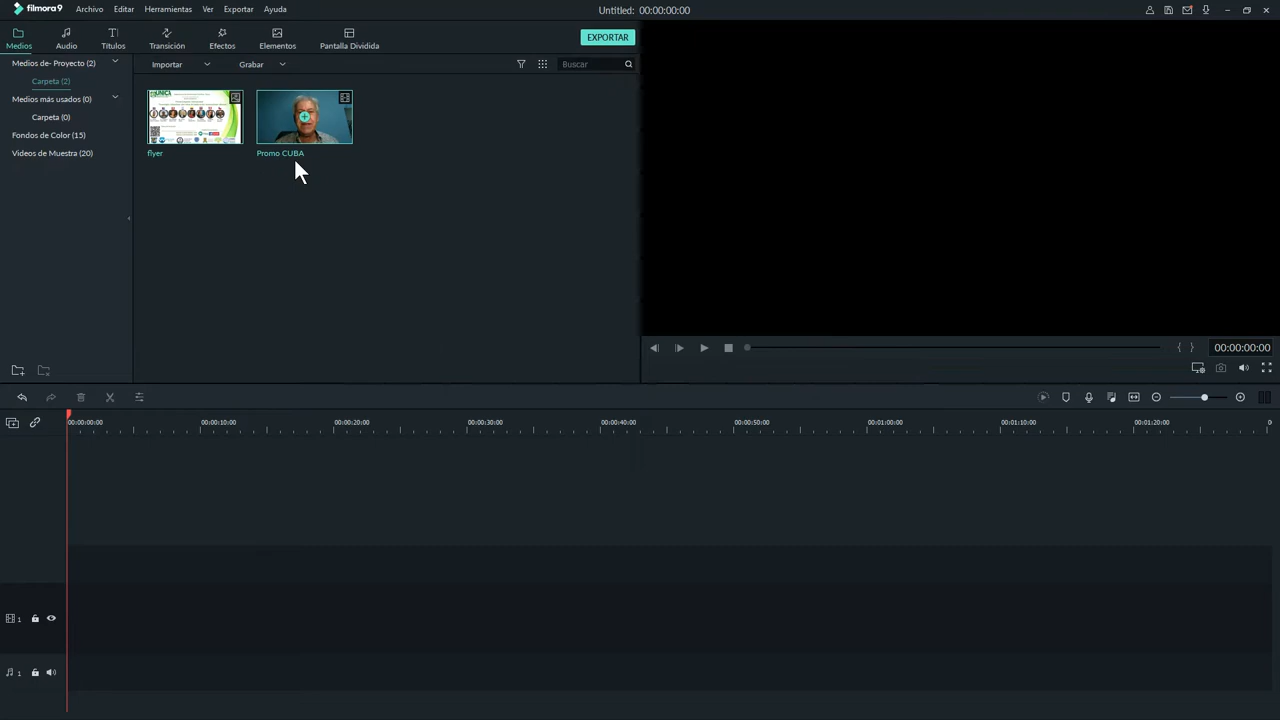 filmora9
Archivo Editar Herramientas Ver Exportar Ayuda
Untitled: 00:00:00:00
Medios Audio Títulos Transición Efectos Elementos Pantalla Dividida
EXPORTAR
Medios de- Proyecto (2)
Carpeta (2)
Medios más usados (0)
Carpeta (0)
Fondos de Color (15)
Videos de Muestra (20)
Importar Grabar Buscar
UNICA
flyer
Promo CUBA
00:00:00:00
00:00:00:00 00:00:10:00 00:00:20:00 00:00:30:00 00:00:40:00 00:00:50:00 00:01:00:00 00:01:10:00 00:01:20:00 0
1
1